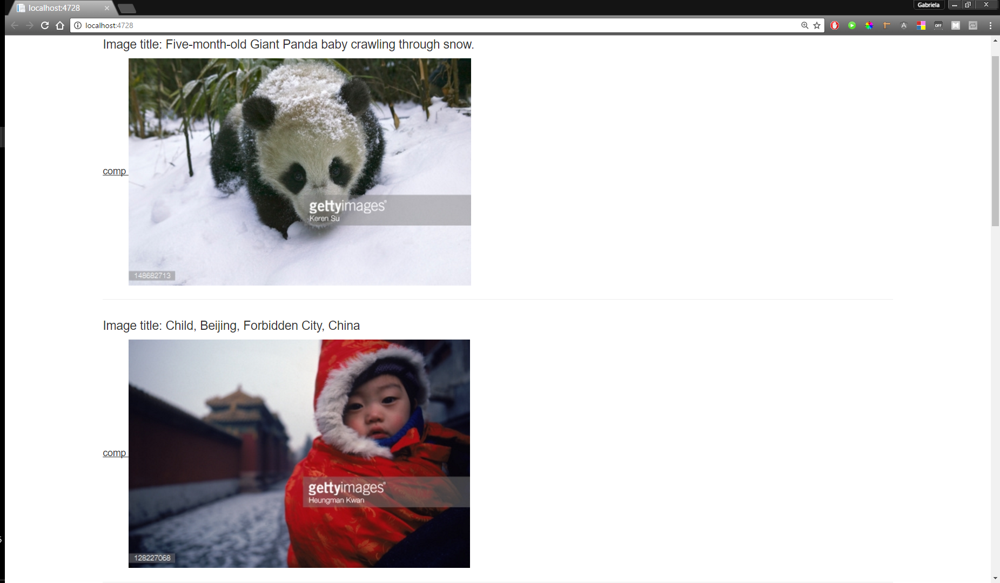 localhost:4728
Gabriela
localhost:4728
OFF
Image title: Five-month-old Giant Panda baby crawling through snow.
comp
gettyimages®
Keren Su
148682713
Image title: Child, Beijing, Forbidden City, China
comp
gettyimages®
Heungman Kwan
128227068